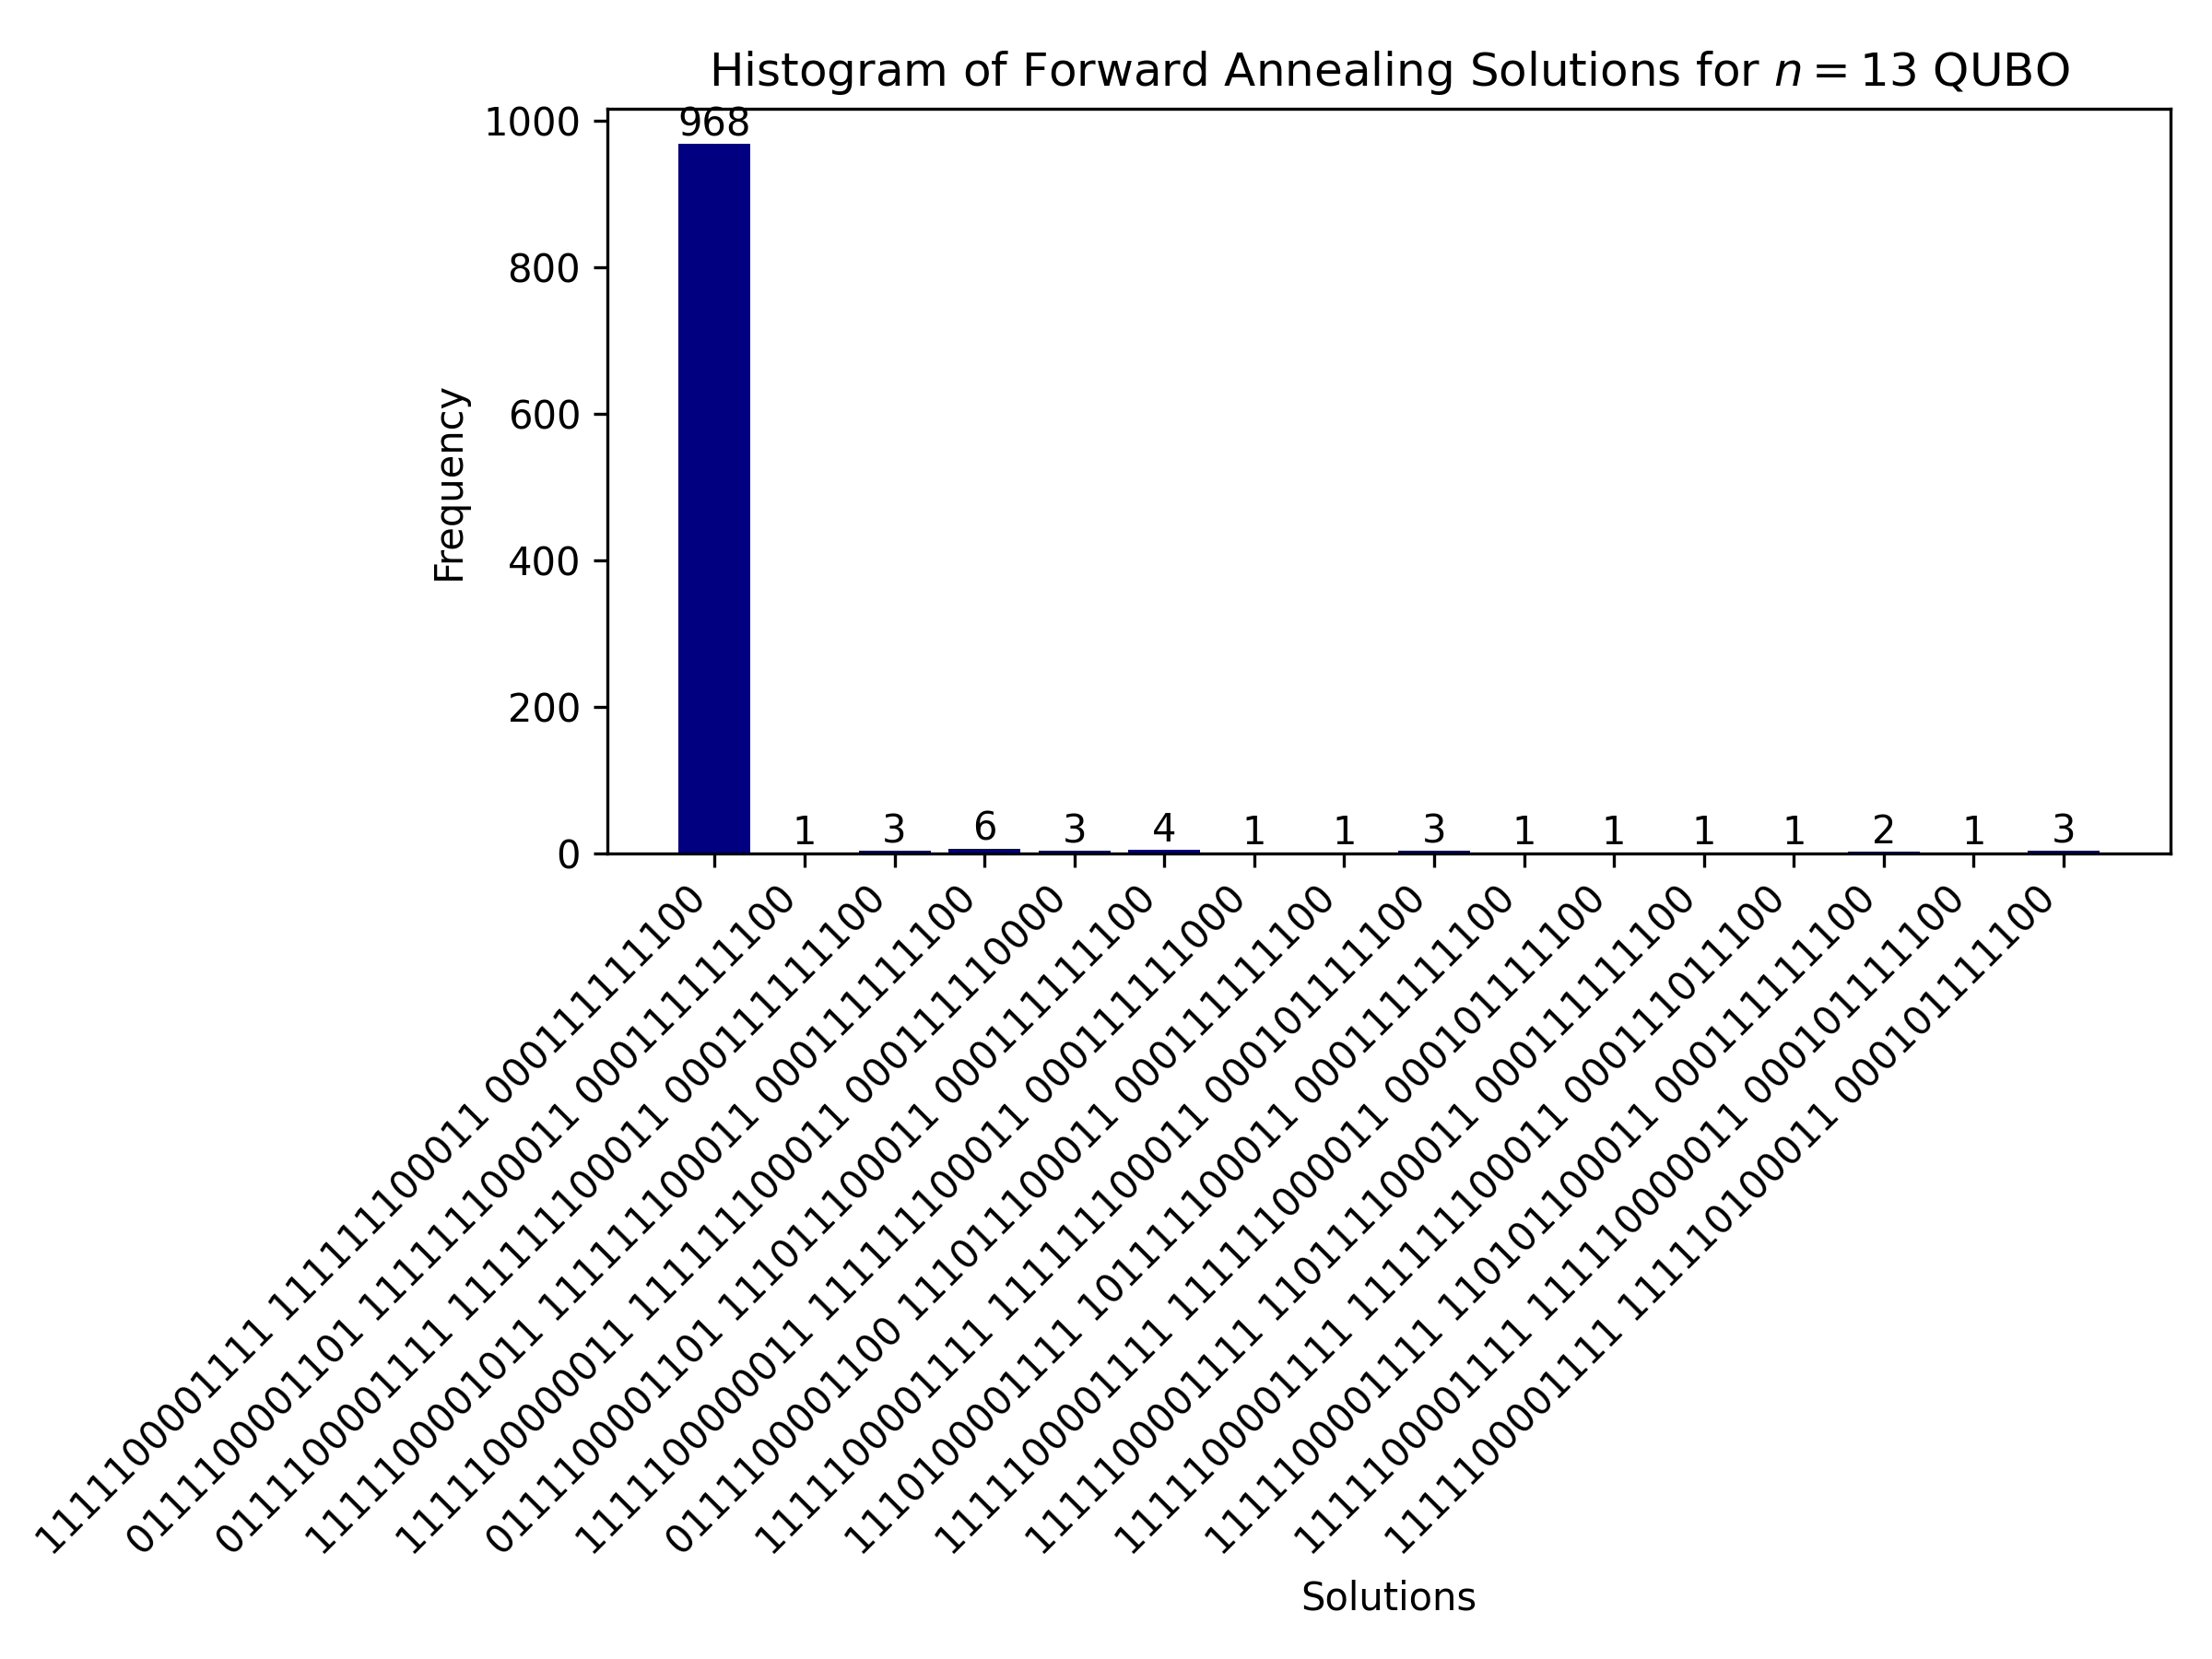 Histogram of Forward Annealing Solutions for n = 13 QUBO
1000
800
600
400
200
0
Frequency
968
1
3
6
3
4
1
1
3
1
1
1
1
2
1
3
1111100001111 1111111100011 0001111111100
0111100001101 1111111100011 0001111111100
0111100001111 1111111100011 0001111111100
1111100001011 1111111100011 0001111111100
1111100000011 1111111100011 0001111110000
0111100001101 1110111100011 0001111111100
1111100000011 1111111100011 0001111111000
0111100001100 1110111100011 0001111111100
1111100001111 1111111100011 0001011111100
1110100001111 1011111100011 0001111111100
1111100001111 1111111000011 0001011111100
1111100001111 1101111100011 0001111111100
1111100001111 1111111100011 0001111011100
1111100001111 1101011100011 0001111111100
1111100001111 1111110000011 0001011111100
1111100001111 1111110100011 0001011111100
Solutions